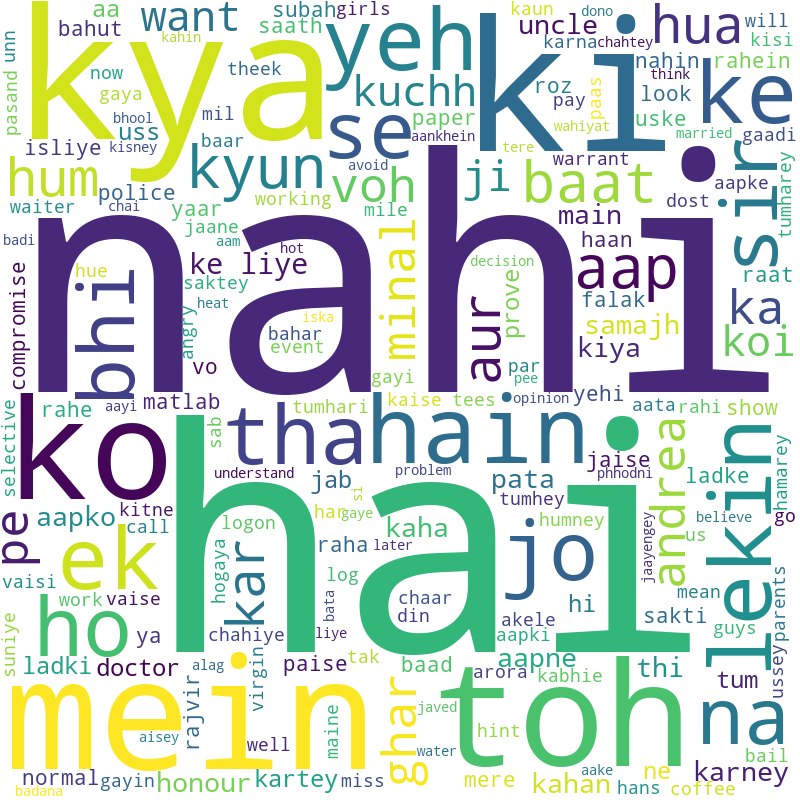 kya
ki
nahi
hai
ko
mein
toh
yeh
ke
se
hua
want
aa
bahut
subah
girls
saath
uncle
kaun
dono
chahtey
karna
will
kisi
kahin
unn
pasand
now
gaya
theek
kuchh
roz
nahin
rahein
look
pay
paas
think
bhool
uss
mil
paper
wahiyat
uske
gaadi
isliye
kisney
baar
aankhein
tere
married
hum
police
kyun
avoid
voh
ji
warrant
baat
dost
aapke
sir
tumharey
waiter
chai
yaar
working
mile
main
jaane
aam
haan
raat
badi
hot
ke liye
decision
aap
hue
saktey
minal
falak
ka
bhi
heat
prove
samajh
compromise
angry
iska
bahar
event
aur
kiya
koi
vo
gayi
par
pee
yehi
rahe
aayi
matlab
tumhari
kaise
tees
opinion
aata
rahi
show
selective
sab
tha
hain
andrea
lekin
hamarey
understand
problem
jaise
ladke
phhodni
pe
kitne
jab
pata
tumhey
aapko
call
har
gaye
sl
kaha
humney
believe
go
us
ek
logon
raha
later
jo
jaayengey
vaisi
hogaya
kar
log
mean
parents
work
vaise
bata
chaar
din
akele
hi
sakti
guys
ho
suniye
ya
chahiye
liye
aapki
ladki
doctor
alag
virgin
paise
tak
baad
aapne
kabhie
thi
tum
ussey
arora
rajvir
maine
ghar
javed
na
aisey
well
hint
water
bail
normal
gayin
honour
kartey
miss
mere
aake
kahan
ne
karney
badana
hans
coffee